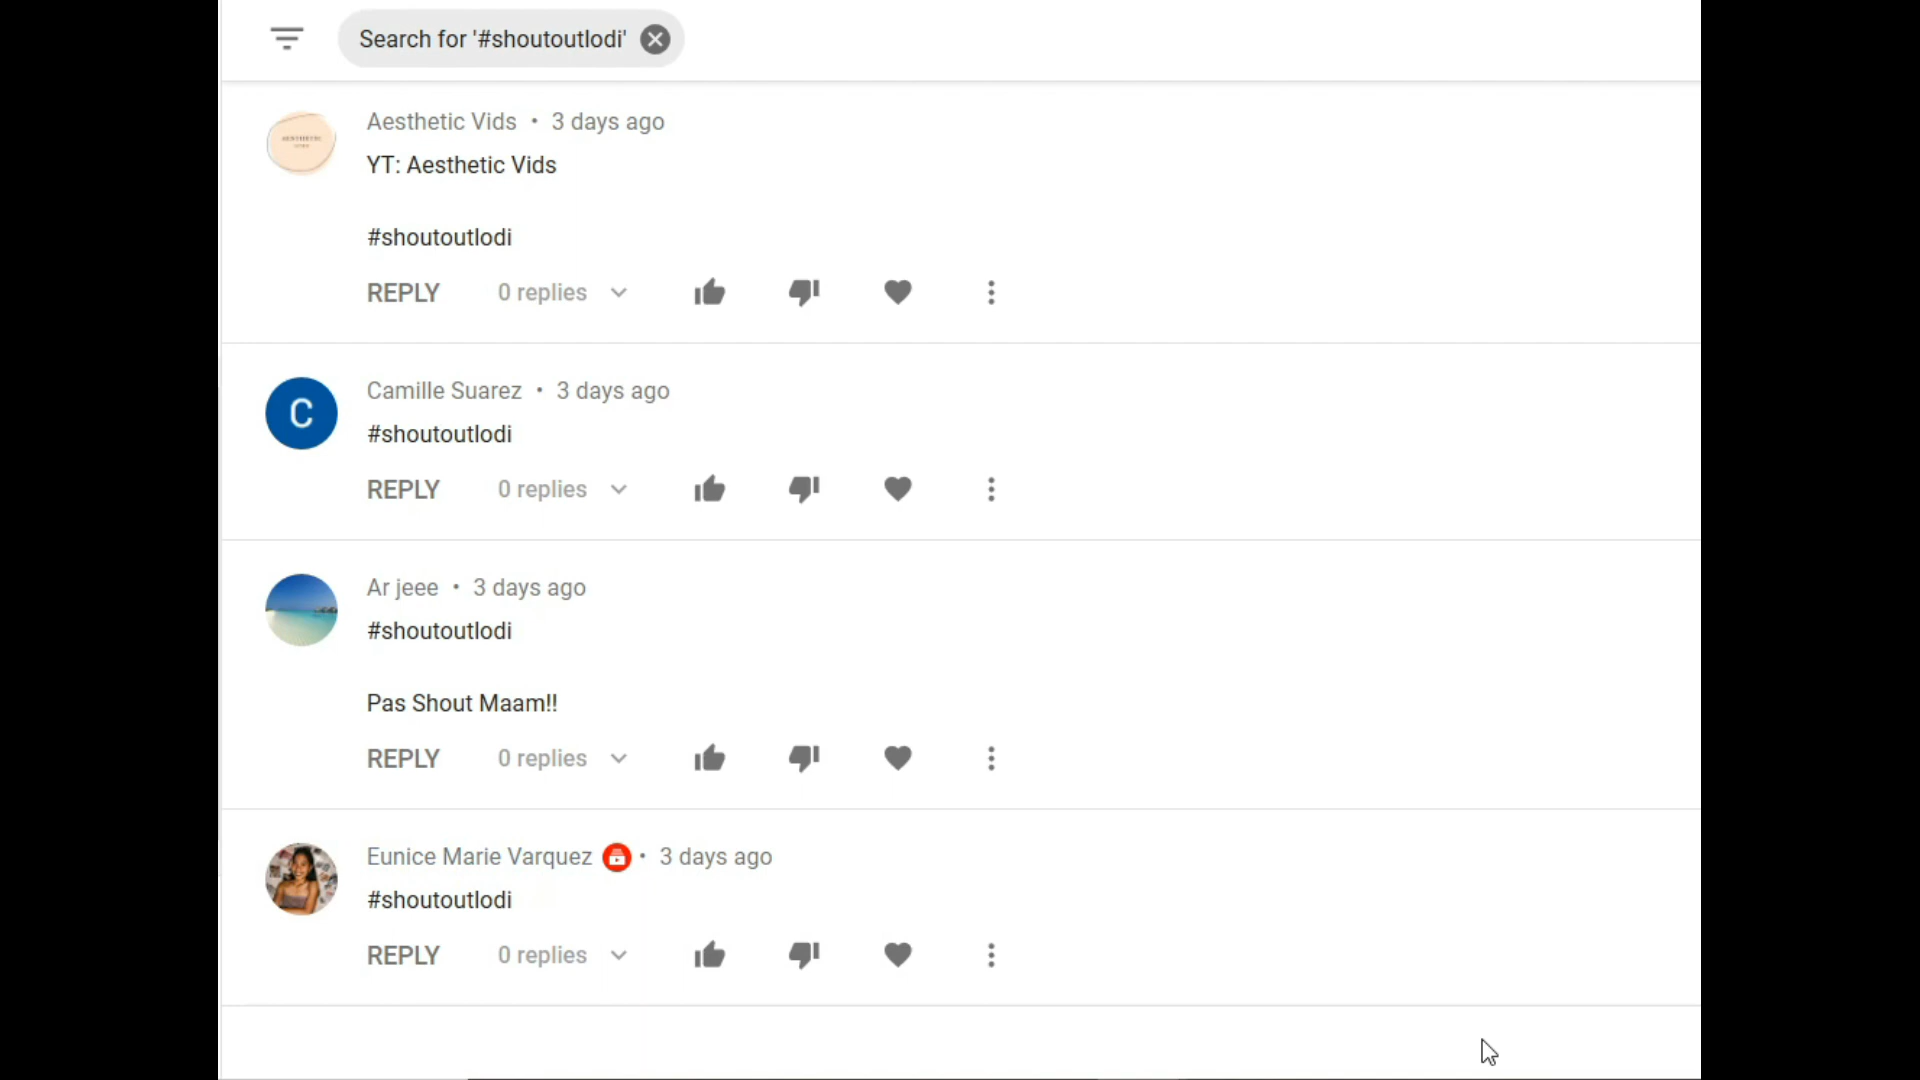 Search for '#shoutoutlodi'
Aesthetic Vids • 3 days ago
YT: Aesthetic Vids
#shoutoutlodi
REPLY 0 replies
C
Camille Suarez • 3 days ago
#shoutoutlodi
REPLY 0 replies
Ar jeee • 3 days ago
#shoutoutlodi
Pas Shout Maam!!
REPLY 0 replies
Eunice Marie Varquez • 3 days ago
#shoutoutlodi
REPLY 0 replies